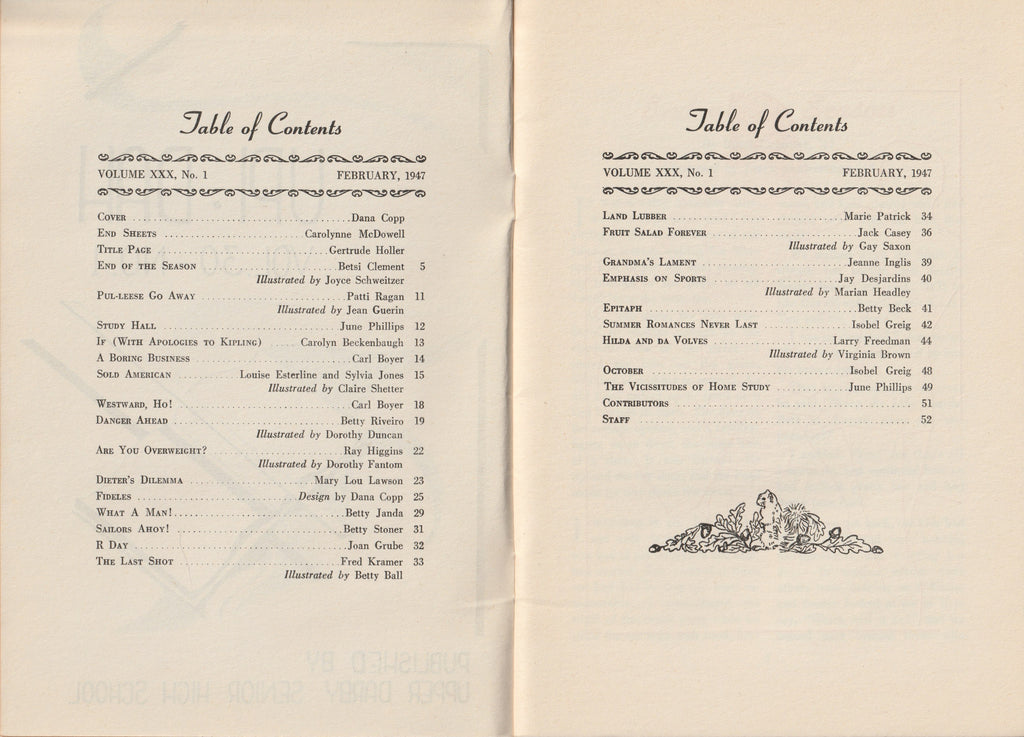 Table of Contents
VOLUME XXX, No. 1 FEBRUARY, 1947
COVER ........ Dana Copp
END SHEETS ........ Carolynne McDowell
TITLE PAGE ........ Gertrude Holler
END OF THE SEASON ........ Betsi Clement 5
Illustrated by Joyce Schweitzer
PUL-LEESE GO AWAY ........ Patti Ragan 11
Illustrated by Jean Guerin
STUDY HALL ........ June Phillips 12
IF (WITH APOLOGIES TO KIPLING) ........ Carolyn Beckenbaugh 13
A BORING BUSINESS ........ Carl Boyer 14
SOLD AMERICAN ........ Louise Esterline and Sylvia Jones 15
Illustrated by Claire Shetter
WESTWARD, HO! ........ Carl Boyer 18
DANGER AHEAD ........ Betty Riveiro 19
Illustrated by Dorothy Duncan
ARE YOU OVERWEIGHT? ........ Ray Higgins 22
Illustrated by Dorothy Fantom
DIETER'S DILEMMA ........ Mary Lou Lawson 23
FIDELES ........ Design by Dana Copp 25
WHAT A MAN! ........ Betty Janda 29
SAILORS AHOY! ........ Betty Stoner 31
R DAY ........ Joan Grube 32
THE LAST SHOT ........ Fred Kramer 33
Illustrated by Betty Ball
PUBLISHED BY
UPPER DARBY SENIOR HIGH SCHOOL
Table of Contents
VOLUME XXX, No. 1 FEBRUARY, 1947
LAND LUBBER ........ Marie Patrick 34
FRUIT SALAD FOREVER ........ Jack Casey 36
Illustrated by Gay Saxon
GRANDMA'S LAMENT ........ Jeanne Inglis 39
EMPHASIS ON SPORTS ........ Jay Desjardins 40
Illustrated by Marian Headley
EPITAPH ........ Betty Beck 41
SUMMER ROMANCES NEVER LAST ........ Isobel Greig 42
HILDA AND DA VOLVES ........ Larry Freedman 44
Illustrated by Virginia Brown
OCTOBER ........ Isobel Greig 48
THE VICISSITUDES OF HOME STUDY ........ June Phillips 49
CONTRIBUTORS ........ 51
STAFF ........ 52